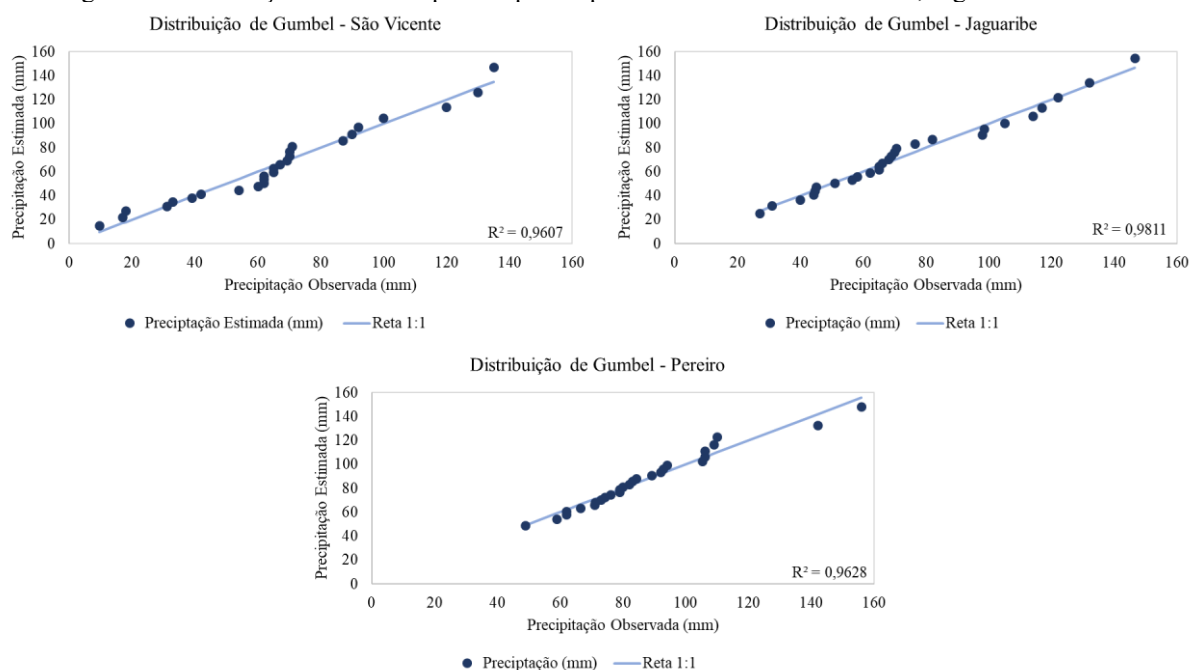 Distribuição de Gumbel - São Vicente
Precipitação Estimada (mm)
160
140
120
100
80
60
40
20
0
R² = 0,9607
0 20 40 60 80 100 120 140 160
Precipitação Observada (mm)
Preciptação Estimada (mm) Reta 1:1
Distribuição de Gumbel - Jaguaribe
Precipitação Estimada (mm)
160
140
120
100
80
60
40
20
0
R² = 0,9811
0 20 40 60 80 100 120 140 160
Precipitação Observada (mm)
Preciptação (mm) Reta 1:1
Distribuição de Gumbel - Pereiro
Precipitação Estimada (mm)
160
140
120
100
80
60
40
20
0
R² = 0,9628
0 20 40 60 80 100 120 140 160
Precipitação Observada (mm)
Preciptação (mm) Reta 1:1